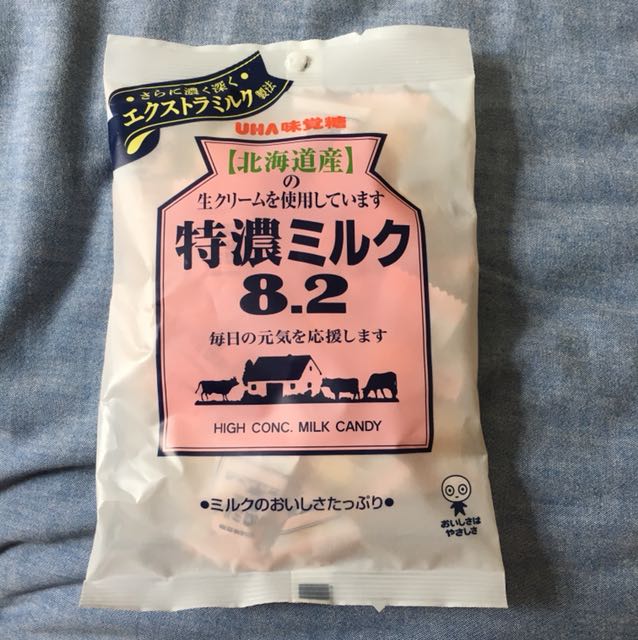 さらに濃く深く
エクストラミルク製法
UHA味覚糖
【北海道産】
の
生クリームを使用しています
特濃ミルク
8.2
毎日の元気を応援します
HIGH CONC. MILK CANDY
●ミルクのおいしさたっぷり●
おいしさは
やさしさ